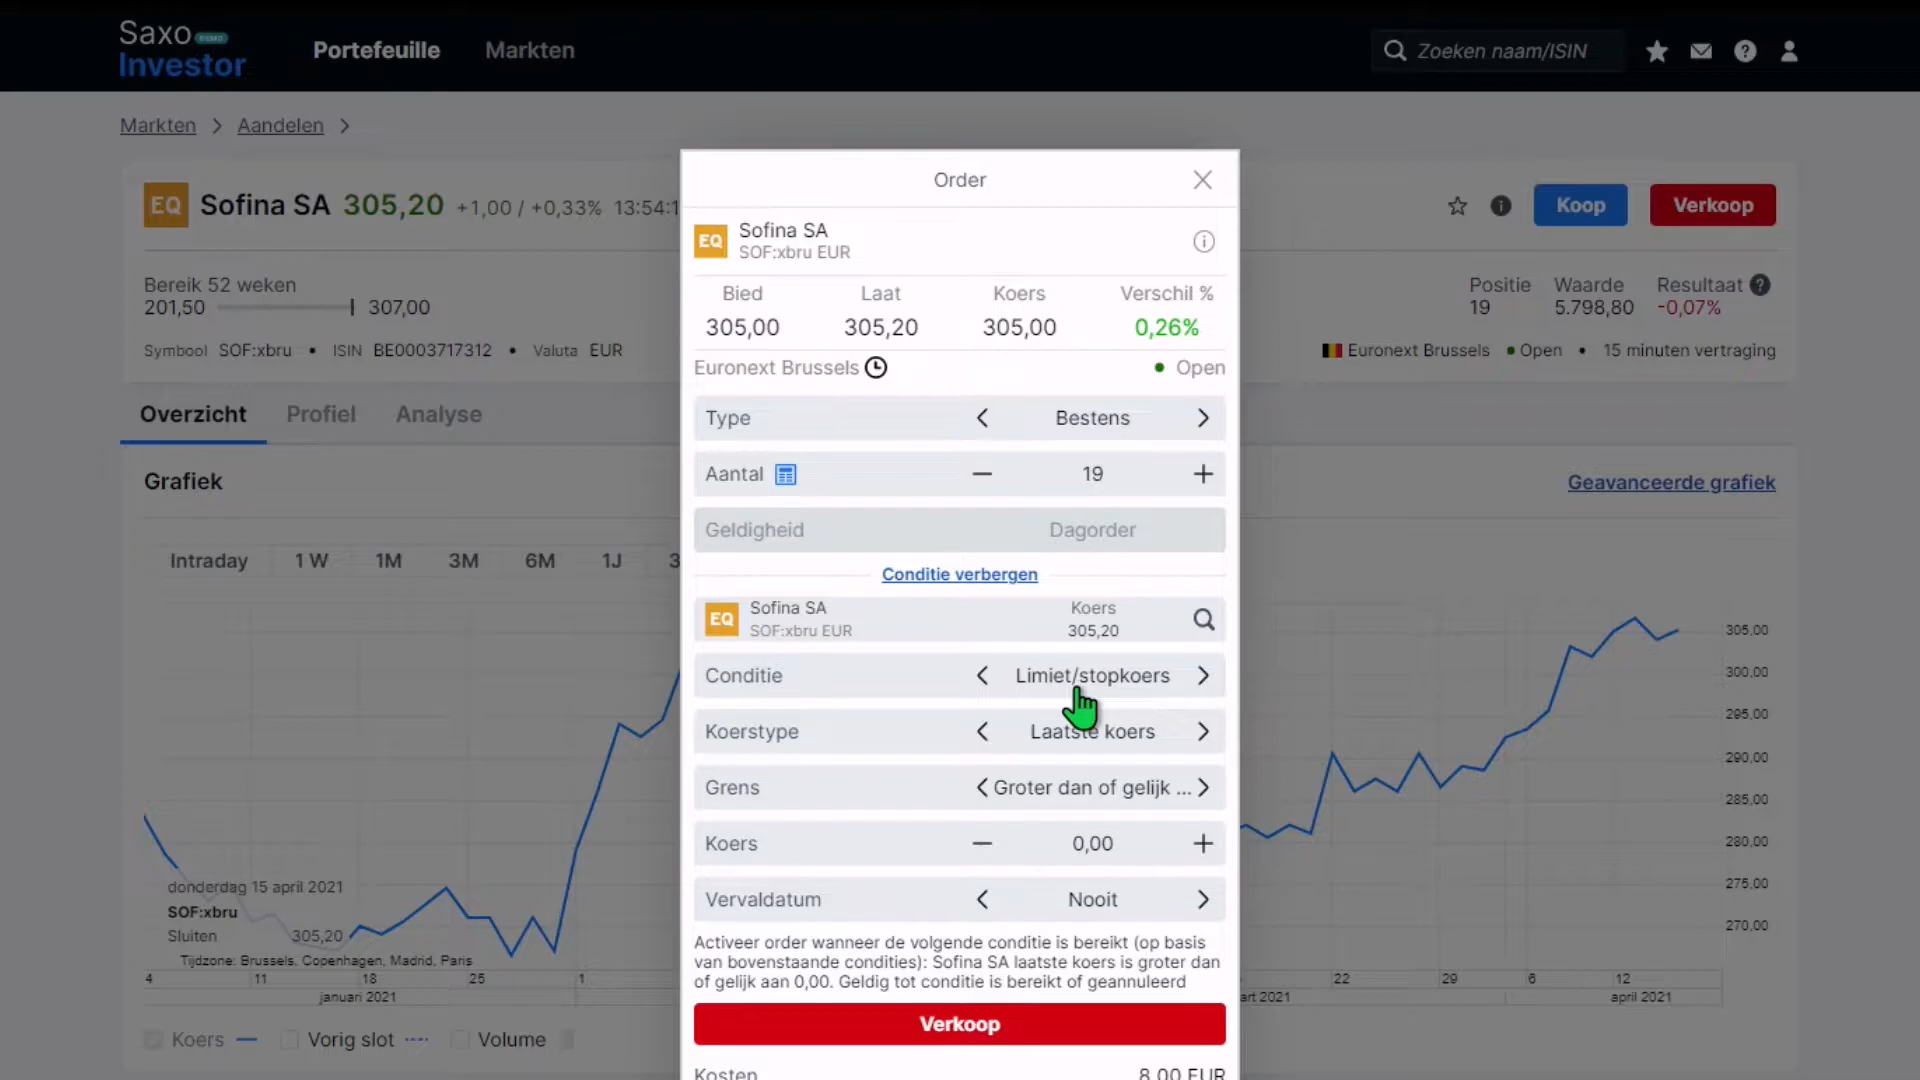 Saxo DEMO
Investor
Portefeuille
Markten
Zoeken naam/ISIN
Markten > Aandelen >
EQ Sofina SA 305,20 +1,00 / +0,33% 13:54:1
Koop
Verkoop
Bereik 52 weken
201,50 307,00
Positie Waarde Resultaat
19 5.798,80 -0,07%
Symbool SOF:xbru • ISIN BE0003717312 • Valuta EUR
Euronext Brussels • Open • 15 minuten vertraging
Overzicht Profiel Analyse
Grafiek
Geavanceerde grafiek
Intraday 1 W 1M 3M 6M 1J 3
305,00
300,00
295,00
290,00
285,00
280,00
275,00
270,00
donderdag 15 april 2021
SOF:xbru
Sluiten 305,20
Tijdzone: Brussels, Copenhagen, Madrid, Paris
4 11 18 25 1
januari 2021
22 29 6 12
art 2021 april 2021
Koers Vorig slot Volume
Order
EQ Sofina SA
SOF:xbru EUR
Bied Laat Koers Verschil %
305,00 305,20 305,00 0,26%
Euronext Brussels • Open
Type Bestens
Aantal 19
Geldigheid Dagorder
Conditie verbergen
EQ Sofina SA Koers
SOF:xbru EUR 305,20
Conditie Limiet/stopkoers
Koerstype Laatste koers
Grens Groter dan of gelijk ...
Koers 0,00
Vervaldatum Nooit
Activeer order wanneer de volgende conditie is bereikt (op basis
van bovenstaande condities): Sofina SA laatste koers is groter dan
of gelijk aan 0,00. Geldig tot conditie is bereikt of geannuleerd
Verkoop
Kosten 8,00 EUR